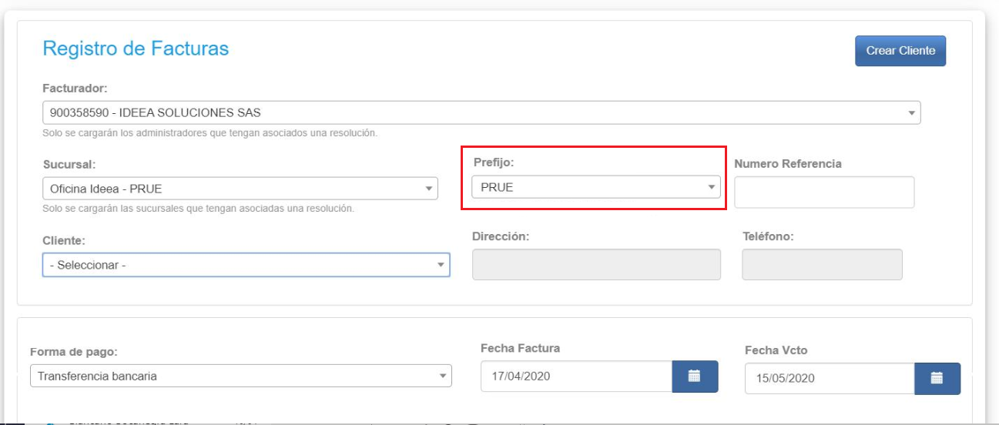 Registro de Facturas
Crear Cliente
Facturador:
900358590 - IDEEA SOLUCIONES SAS
Solo se cargarán los administradores que tengan asociados una resolución.
Sucursal:
Prefijo:
Numero Referencia
Oficina Ideea - PRUE
PRUE
Solo se cargarán las sucursales que tengan asociadas una resolución.
Cliente:
Dirección:
Teléfono:
- Seleccionar -
Forma de pago:
Fecha Factura
Fecha Vcto
Transferencia bancaria
17/04/2020
15/05/2020